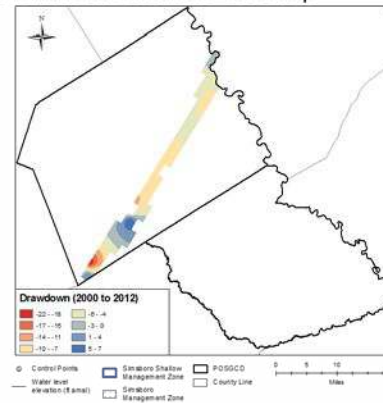 N
Drawdown (2000 to 2012)
-22 - -18
-17 - -15
-14 - -11
-10 - -7
-6 - -4
-3 - 0
1 - 4
5 - 7
Control Points
Water level
elevation (ft amsl)
Simsboro Shallow
Management Zone
Simsboro
Management Zone
POSGCD
County Line
0 5 10
Miles